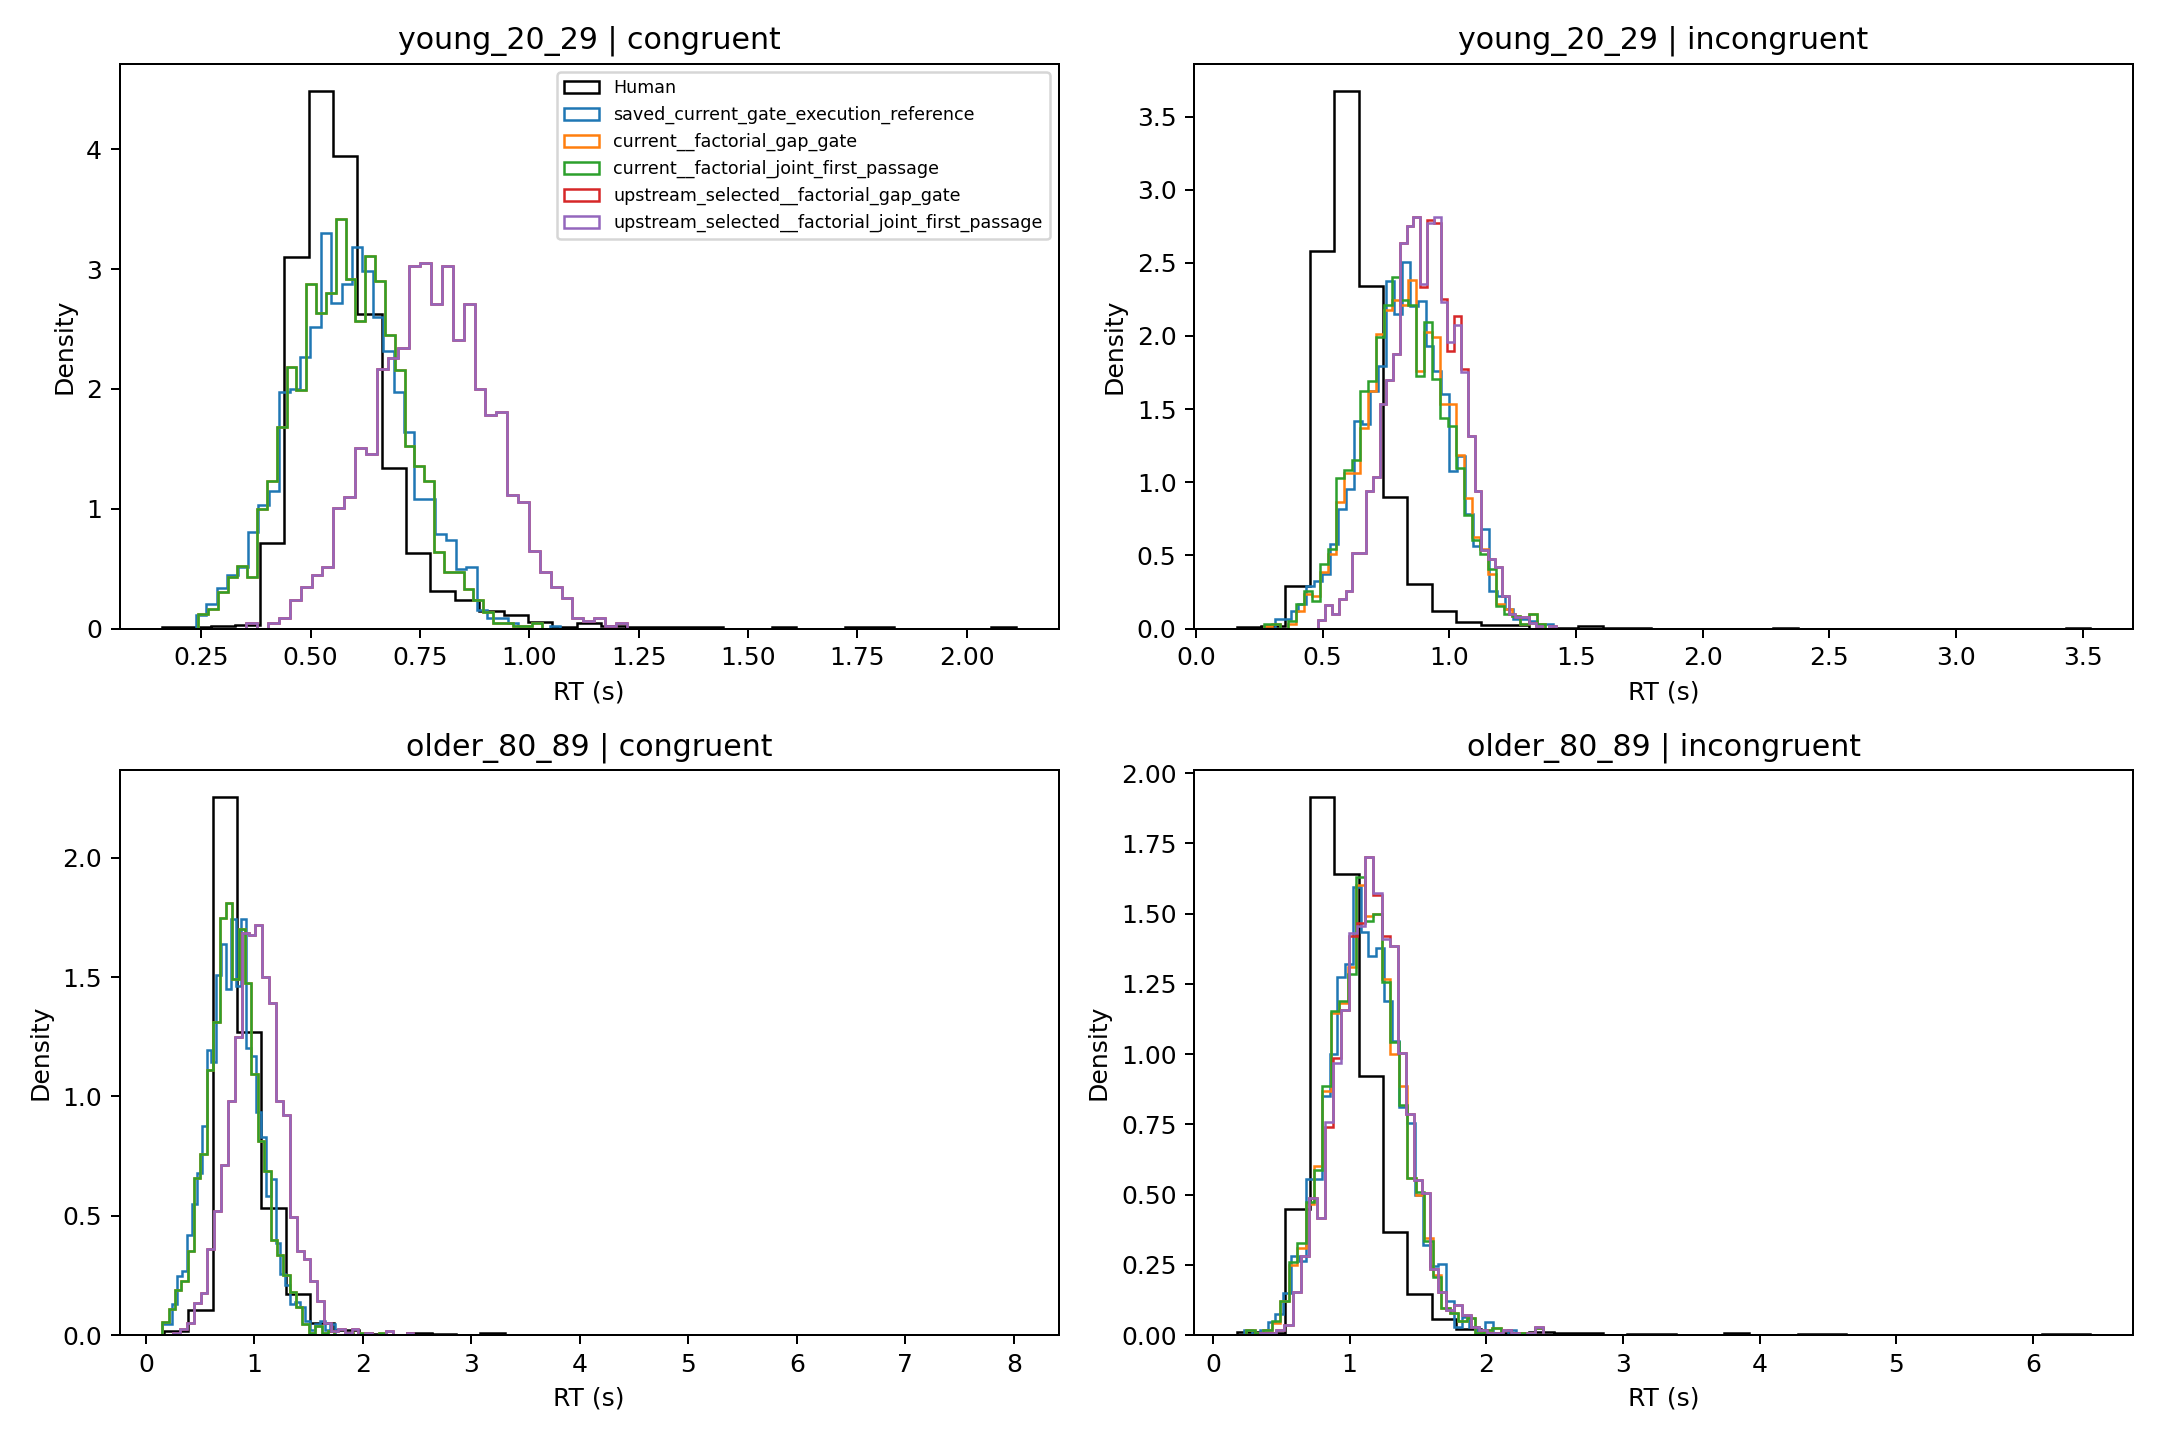 young_20_29 | congruent
Density
4
3
2
1
0
0.25 0.50 0.75 1.00 1.25 1.50 1.75 2.00
RT (s)
Human
saved_current_gate_execution_reference
current__factorial_gap_gate
current__factorial_joint_first_passage
upstream_selected__factorial_gap_gate
upstream_selected__factorial_joint_first_passage
young_20_29 | incongruent
Density
3.5
3.0
2.5
2.0
1.5
1.0
0.5
0.0
0.0 0.5 1.0 1.5 2.0 2.5 3.0 3.5
RT (s)
older_80_89 | congruent
Density
2.0
1.5
1.0
0.5
0.0
0 1 2 3 4 5 6 7 8
RT (s)
older_80_89 | incongruent
Density
2.00
1.75
1.50
1.25
1.00
0.75
0.50
0.25
0.00
0 1 2 3 4 5 6
RT (s)